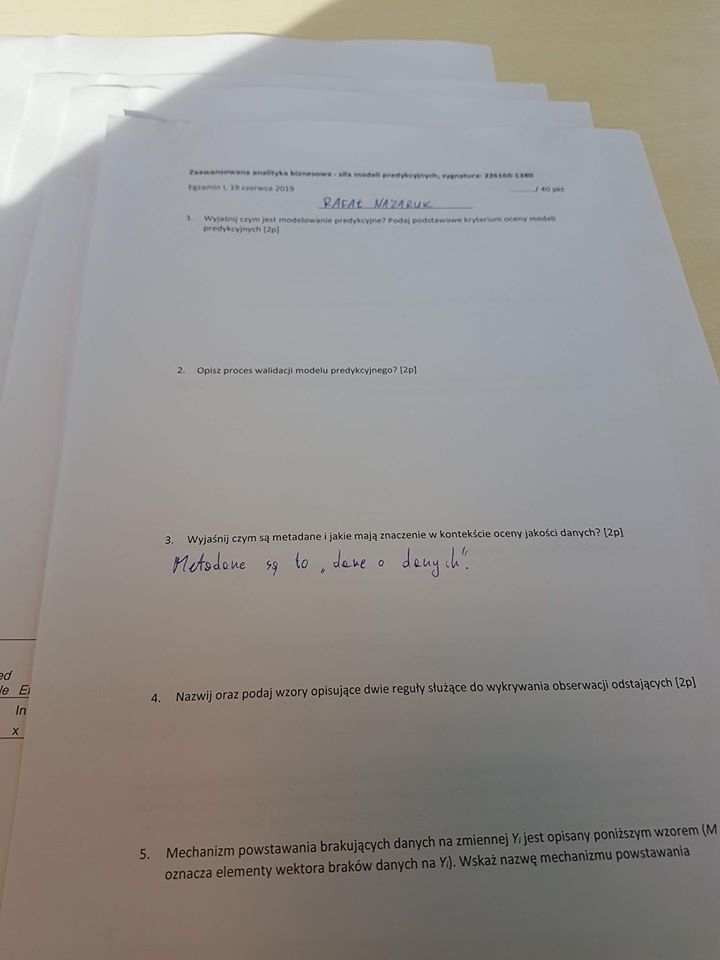 Zaawansowana analityka biznesowa - siła modeli predykcyjnych, sygnatura: 226160-1380
Egzamin I, 19 czerwca 2019
........./ 40 pkt
RAFAŁ NAZARUK
1. Wyjaśnij czym jest modelowanie predykcyjne? Podaj podstawowe kryterium oceny modeli
predykcyjnych [2p]
2. Opisz proces walidacji modelu predykcyjnego? [2p]
3. Wyjaśnij czym są metadane i jakie mają znaczenie w kontekście oceny jakości danych? [2p]
Metadane są to „dane o danych".
4. Nazwij oraz podaj wzory opisujące dwie reguły służące do wykrywania obserwacji odstających [2p]
5. Mechanizm powstawania brakujących danych na zmiennej Yi jest opisany poniższym wzorem (M
oznacza elementy wektora braków danych na Yi). Wskaż nazwę mechanizmu powstawania
ed
le E
In
x